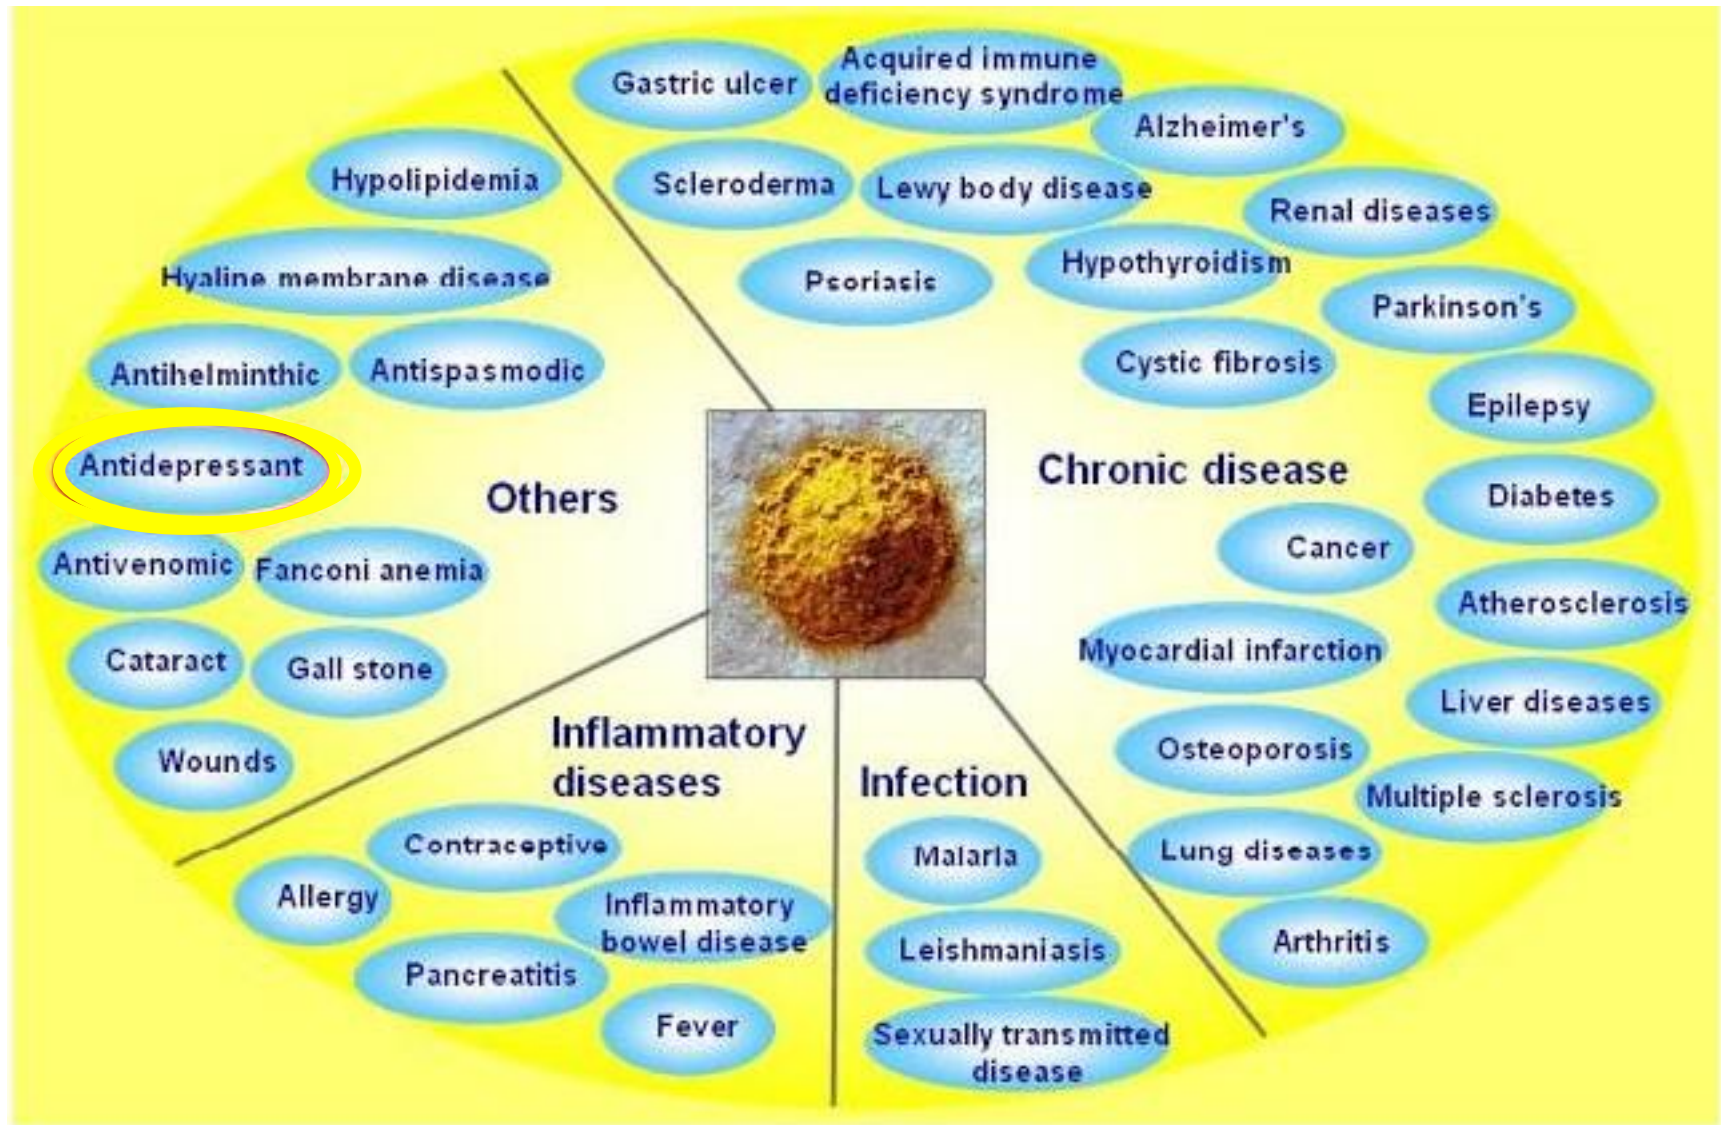 Gastric ulcer
Acquired immune
deficiency syndrome
Alzheimer's
Scleroderma
Lewy body disease
Renal diseases
Psoriasis
Hypothyroidism
Parkinson's
Cystic fibrosis
Epilepsy
Chronic disease
Diabetes
Cancer
Atherosclerosis
Myocardial infarction
Liver diseases
Osteoporosis
Multiple sclerosis
Lung diseases
Arthritis
Infection
Malaria
Leishmaniasis
Sexually transmitted
disease
Inflammatory
diseases
Contraceptive
Allergy
Inflammatory
bowel disease
Pancreatitis
Fever
Others
Hypolipidemia
Hyaline membrane disease
Antihelminthic
Antispasmodic
Antidepressant
Antivenomic
Fanconi anemia
Cataract
Gall stone
Wounds